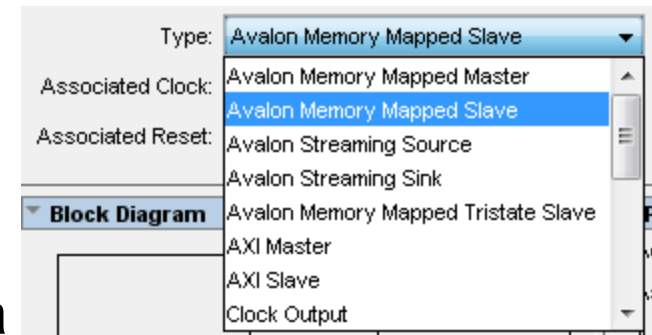 Type: Avalon Memory Mapped Slave
Avalon Memory Mapped Master
Associated Clock:
Avalon Memory Mapped Slave
Associated Reset:
Avalon Streaming Source
Avalon Streaming Sink
Block Diagram
Avalon Memory Mapped Tristate Slave
AXI Master
AXI Slave
Clock Output